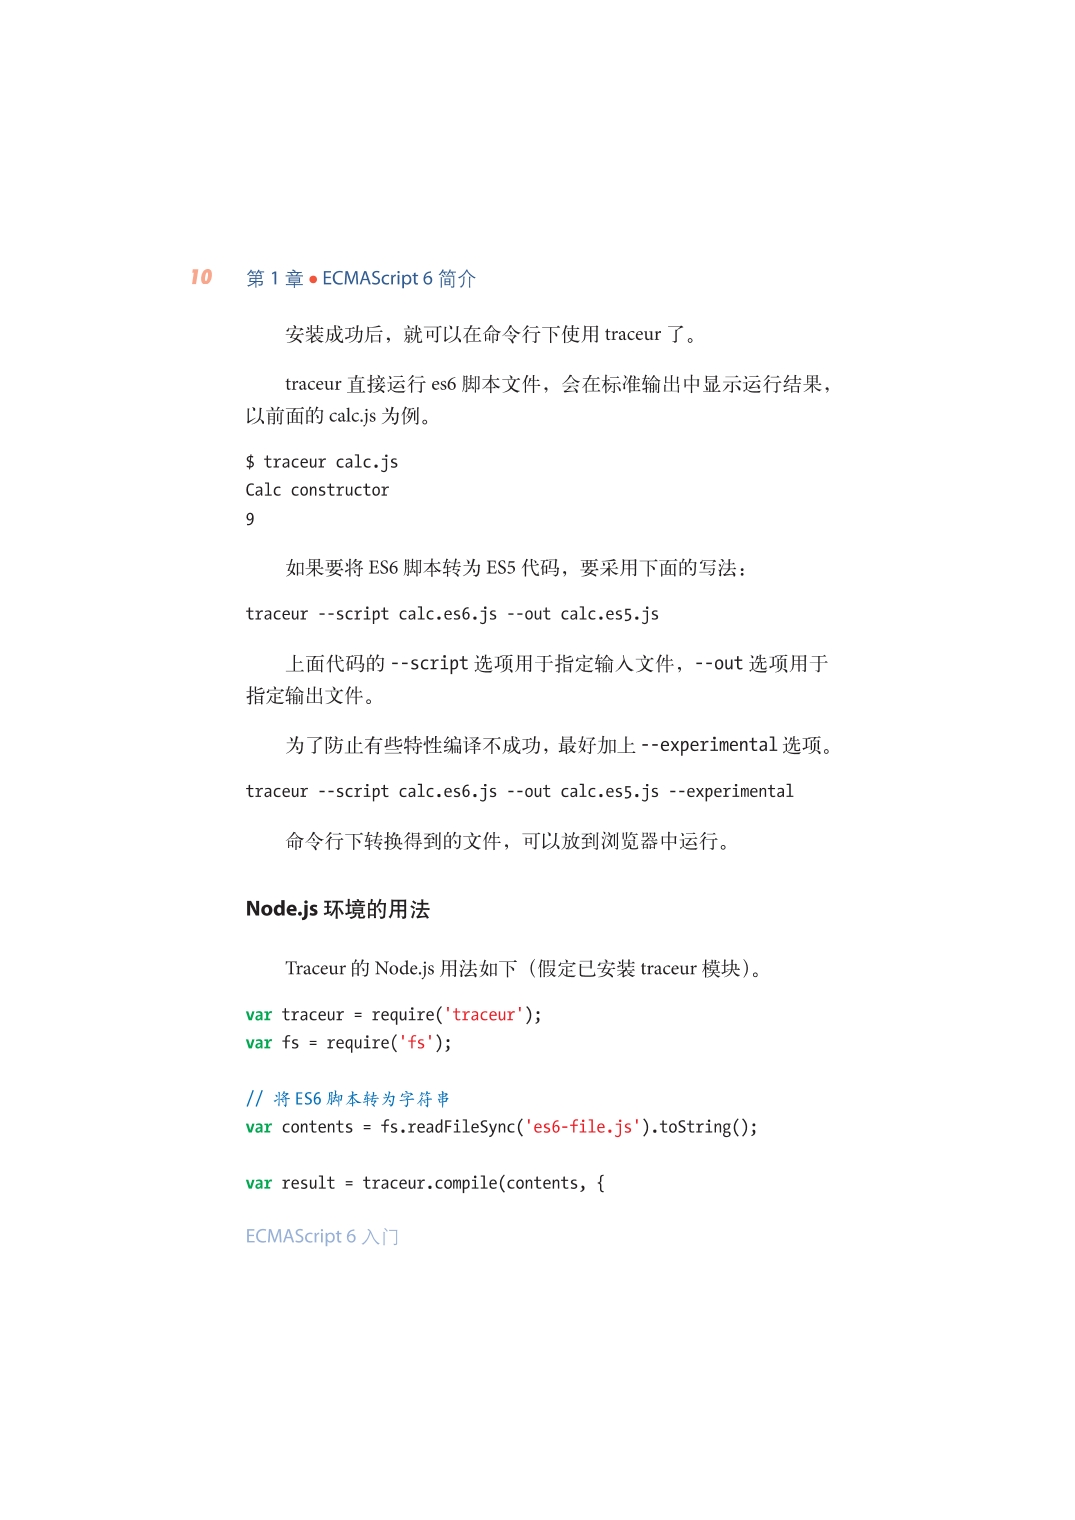 10 第 1 章 • ECMAScript 6 简介
安装成功后，就可以在命令行下使用 traceur 了。
traceur 直接运行 es6 脚本文件，会在标准输出中显示运行结果，
以前面的 calc.js 为例。
$ traceur calc.js
Calc constructor
9
如果要将 ES6 脚本转为 ES5 代码，要采用下面的写法：
traceur --script calc.es6.js --out calc.es5.js
上面代码的 --script 选项用于指定输入文件，--out 选项用于
指定输出文件。
为了防止有些特性编译不成功，最好加上 --experimental 选项。
traceur --script calc.es6.js --out calc.es5.js --experimental
命令行下转换得到的文件，可以放到浏览器中运行。
Node.js 环境的用法
Traceur 的 Node.js 用法如下（假定已安装 traceur 模块）。
var traceur = require('traceur');
var fs = require('fs');
// 将 ES6 脚本转为字符串
var contents = fs.readFileSync('es6-file.js').toString();
var result = traceur.compile(contents, {
ECMAScript 6 入门